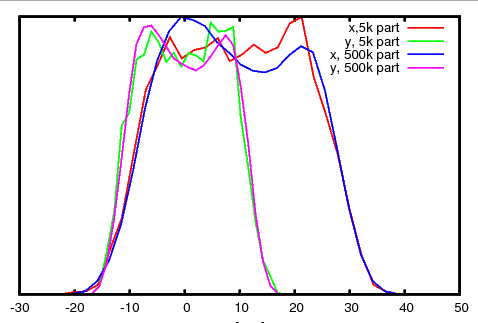 x,5k part
y, 5k part
x, 500k part
y, 500k part
-30 -20 -10 0 10 20 30 40 50